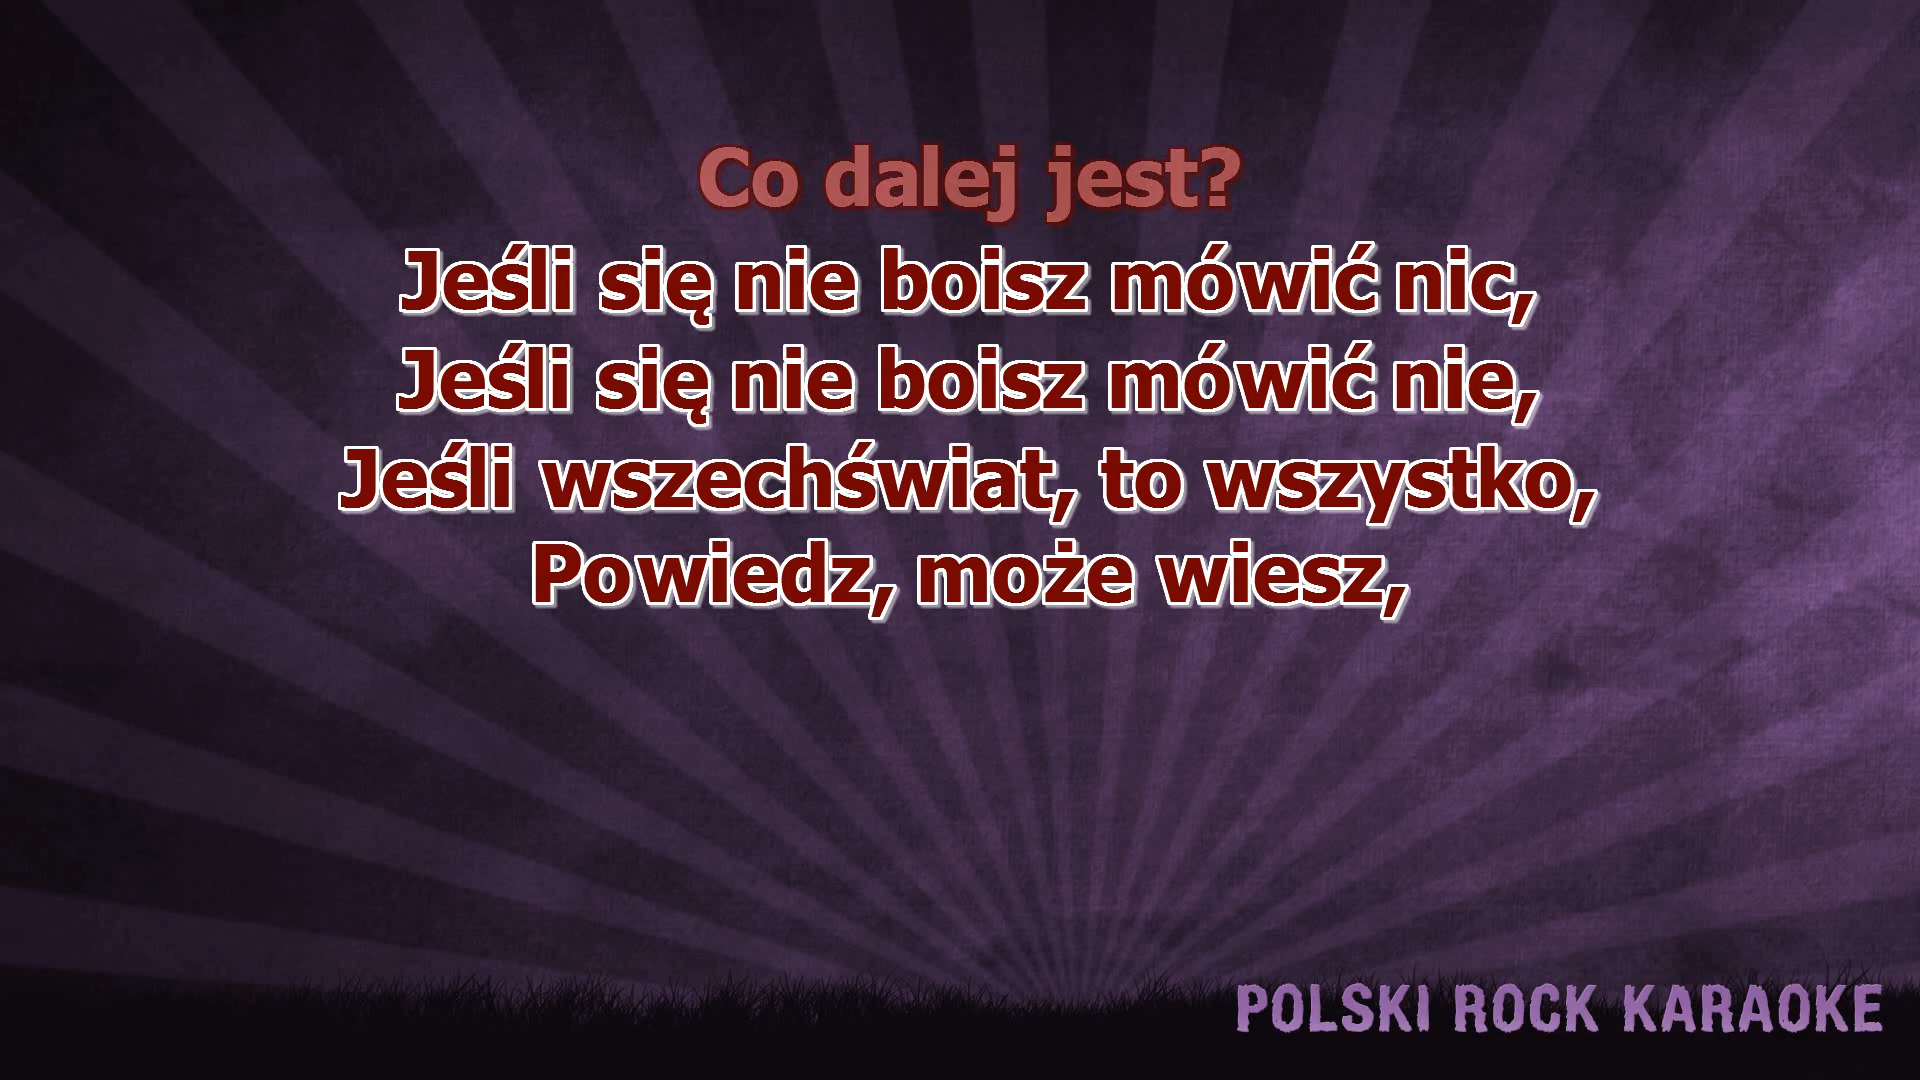 Co dalej jest?
Jeśli się nie boisz mówić nic,
Jeśli się nie boisz mówić nie,
Jeśli wszechświat, to wszystko,
Powiedz, może wiesz,
POLSKI ROCK KARAOKE